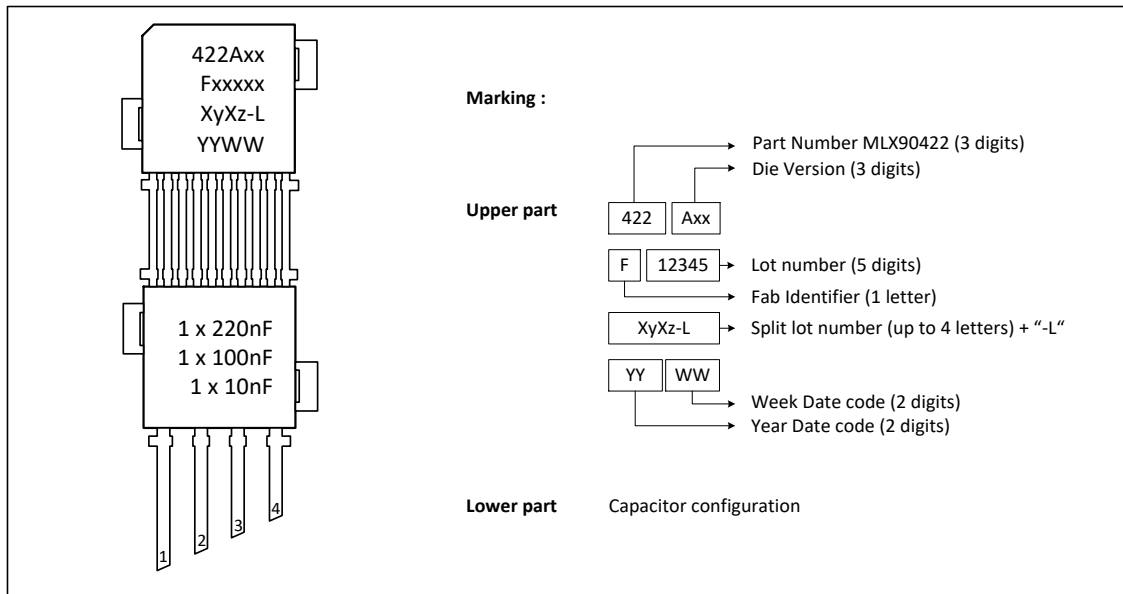 422Axx
Fxxxxx
XyXz-L
YYWW
1 x 220nF
1 x 100nF
1 x 10nF
1
2
3
4
Marking :
Part Number MLX90422 (3 digits)
Die Version (3 digits)
Upper part
422 Axx
F 12345 Lot number (5 digits)
Fab Identifier (1 letter)
XyXz-L Split lot number (up to 4 letters) + “-L“
YY WW
Week Date code (2 digits)
Year Date code (2 digits)
Lower part Capacitor configuration